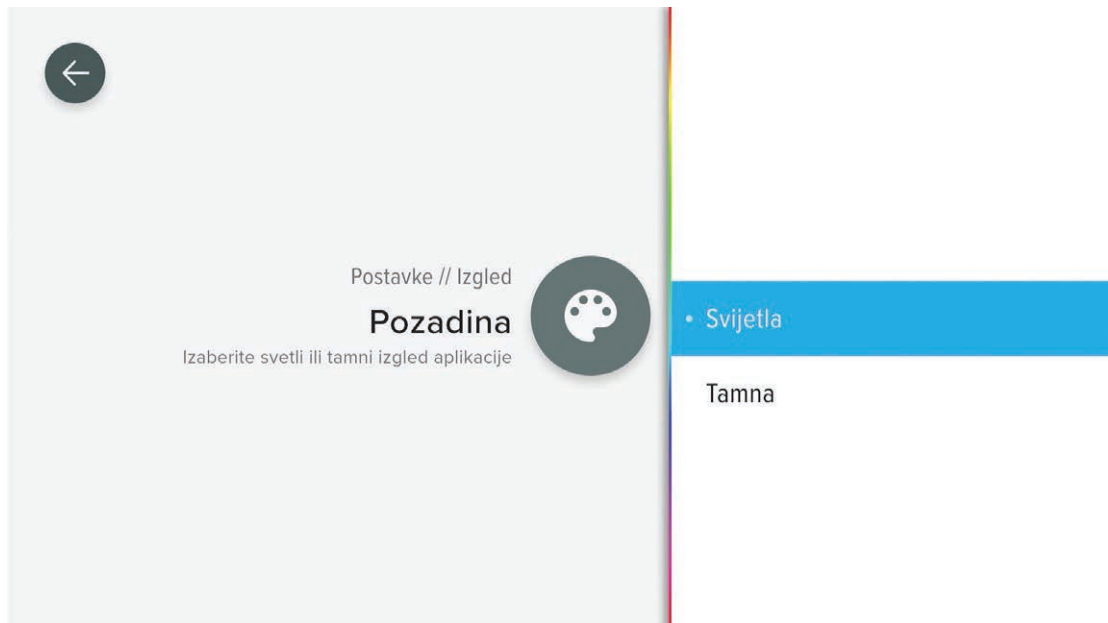 Postavke // Izgled
Pozadina
Izaberite svetli ili tamni izgled aplikacije
• Svijetla
Tamna